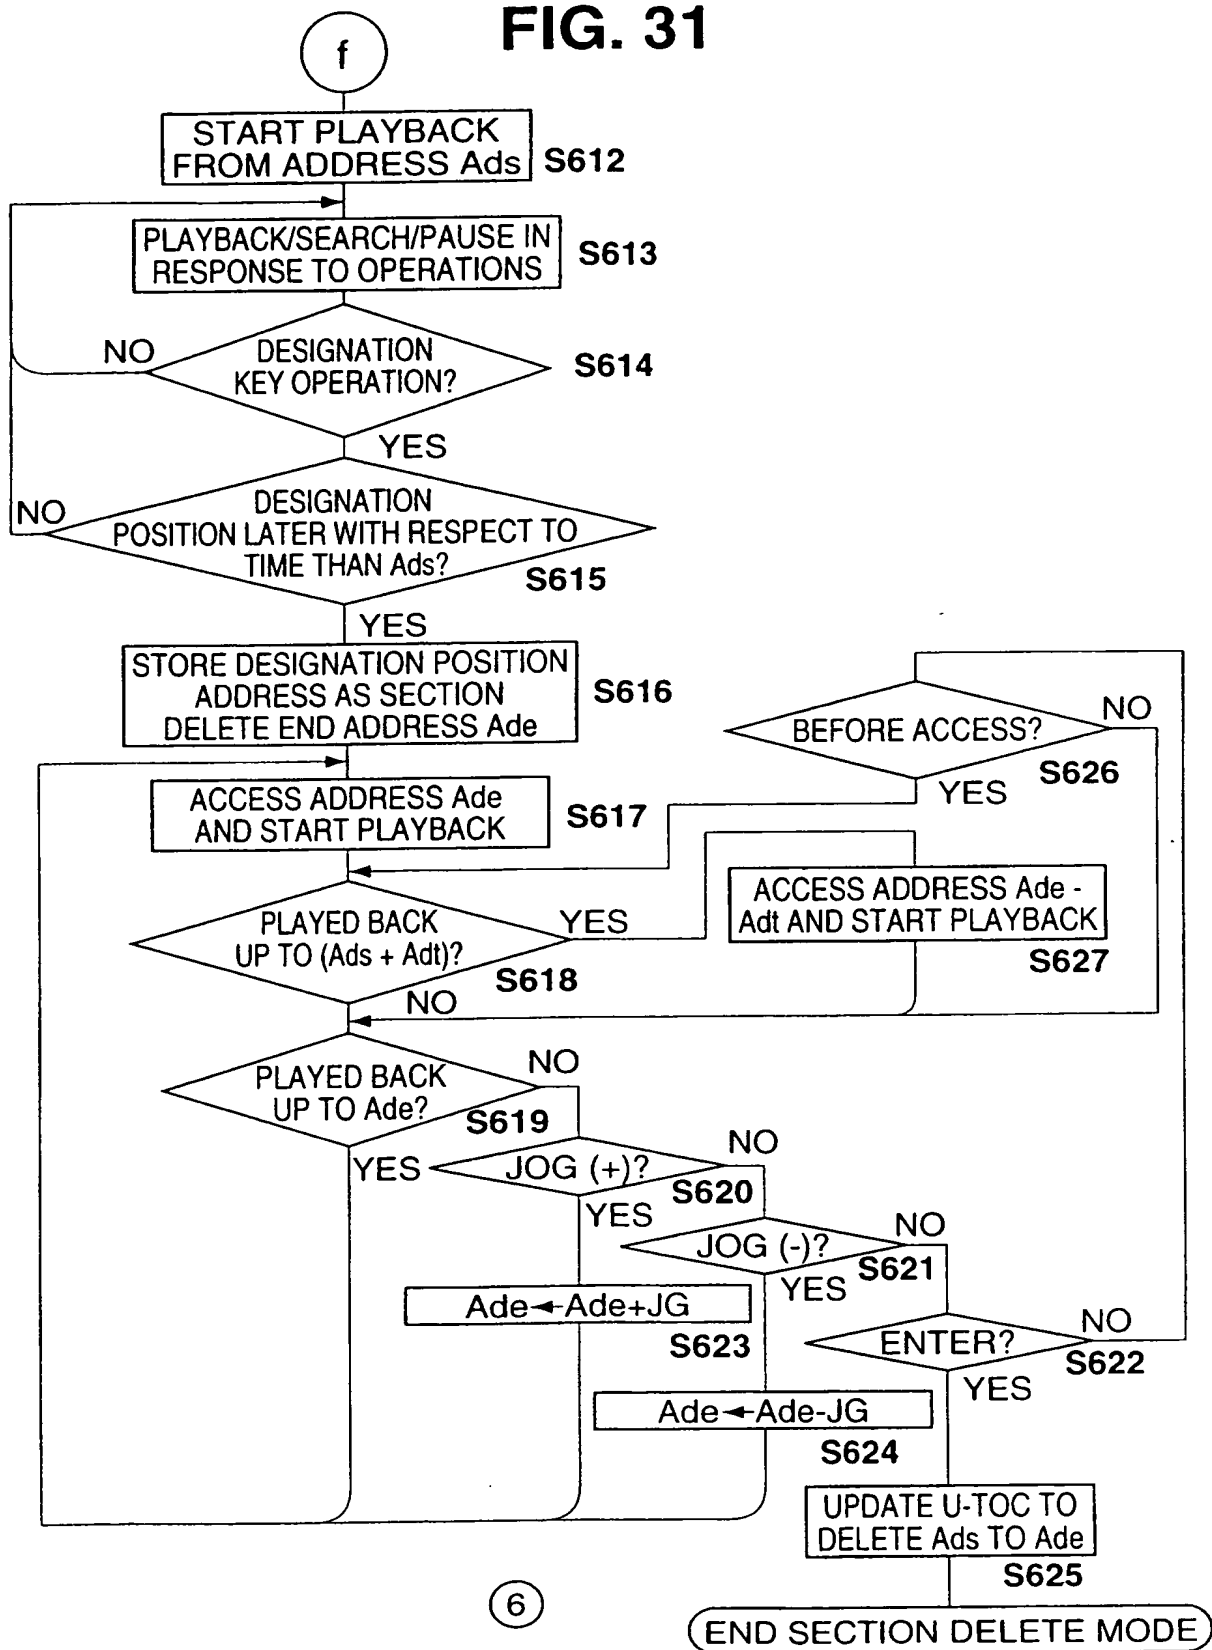 FIG. 31
f
START PLAYBACK
FROM ADDRESS Ads
S612
PLAYBACK/SEARCH/PAUSE IN
RESPONSE TO OPERATIONS
S613
DESIGNATION
KEY OPERATION?
S614
NO
YES
DESIGNATION
POSITION LATER WITH RESPECT TO
TIME THAN Ads?
S615
NO
YES
STORE DESIGNATION POSITION
ADDRESS AS SECTION
DELETE END ADDRESS Ade
S616
BEFORE ACCESS?
NO
S626
YES
ACCESS ADDRESS Ade
AND START PLAYBACK
S617
ACCESS ADDRESS Ade -
Adt AND START PLAYBACK
S627
PLAYED BACK
UP TO (Ads + Adt)?
YES
S618
NO
PLAYED BACK
UP TO Ade?
NO
S619
YES
JOG (+)?
NO
S620
YES
JOG (-)?
NO
S621
YES
Ade←Ade+JG
S623
ENTER?
NO
S622
YES
Ade←Ade-JG
S624
UPDATE U-TOC TO
DELETE Ads TO Ade
S625
6
END SECTION DELETE MODE